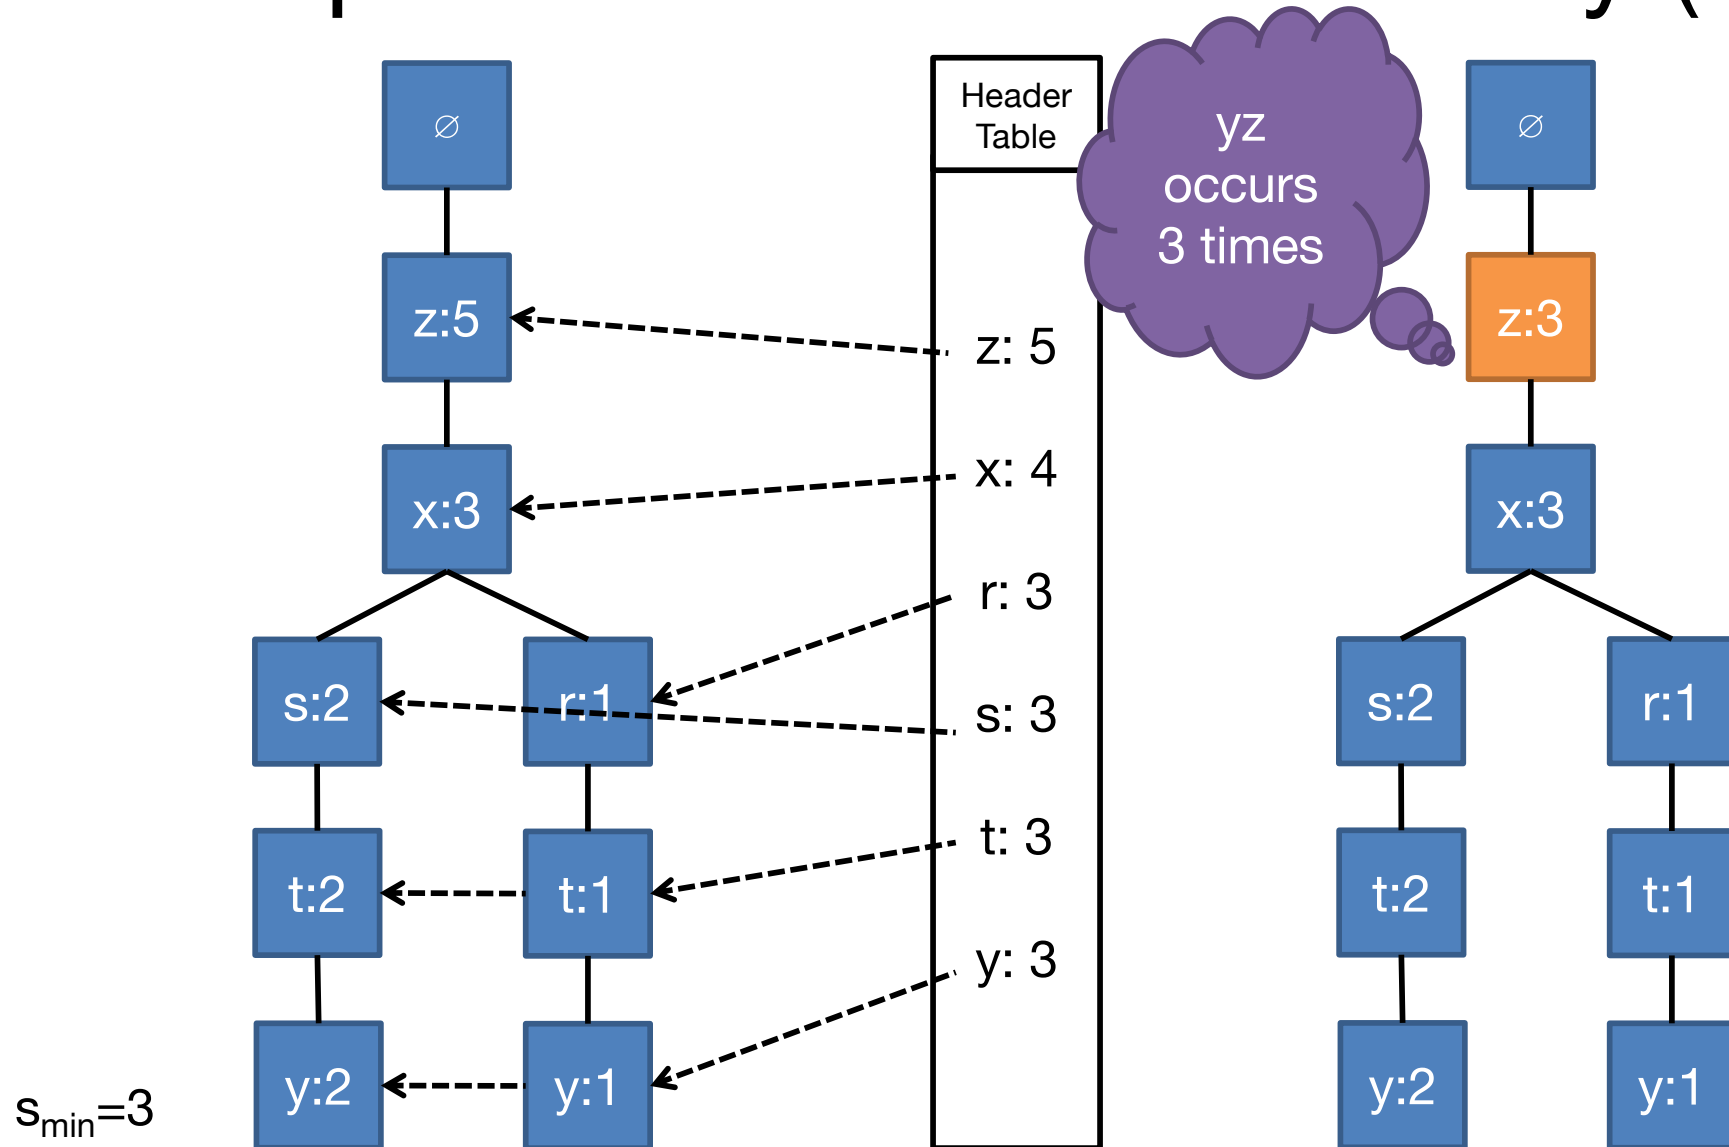 ∅
z:5
x:3
s:2
r:1
t:2
t:1
y:2
y:1
s_min=3
Header
Table
z: 5
x: 4
r: 3
s: 3
t: 3
y: 3
yz
occurs
3 times
∅
z:3
x:3
s:2
r:1
t:2
t:1
y:2
y:1